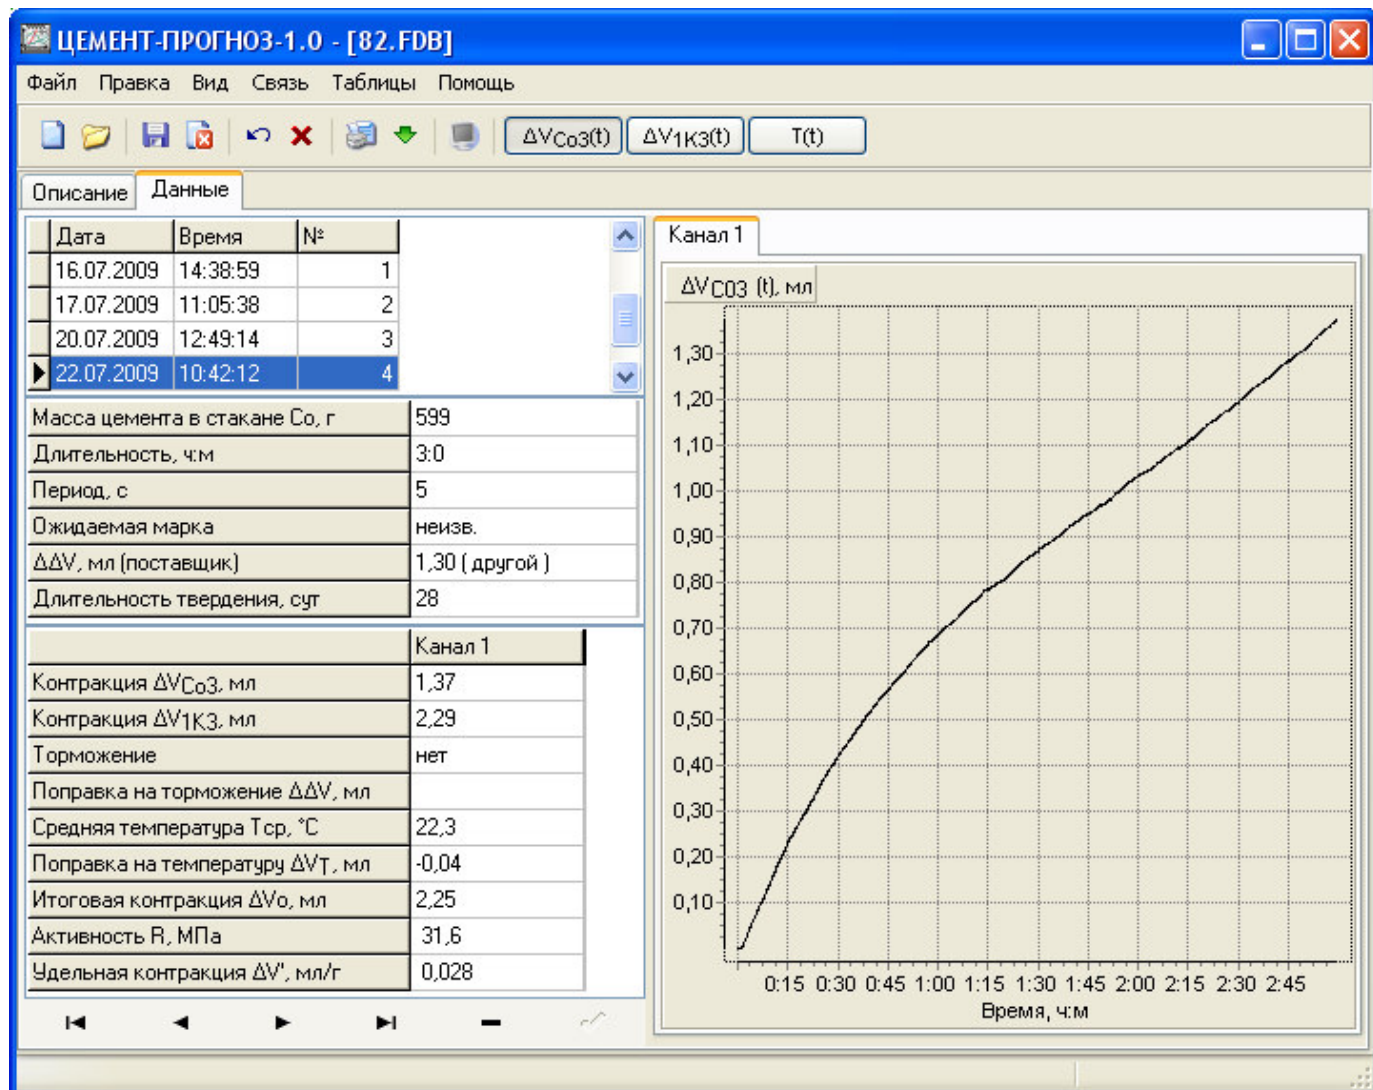 ЦЕМЕНТ-ПРОГНОЗ-1.0 - [82.FDB]
Файл Правка Вид Связь Таблицы Помощь
ΔVCo3(t) ΔV1K3(t) T(t)
Описание Данные
Дата Время №
16.07.2009 14:38:59 1
17.07.2009 11:05:38 2
20.07.2009 12:49:14 3
22.07.2009 10:42:12 4
Масса цемента в стакане Co, г 599
Длительность, ч:м 3:0
Период, с 5
Ожидаемая марка неизв.
ΔΔV, мл (поставщик) 1,30 ( другой )
Длительность твердения, сут 28
Канал 1
Контракция ΔVCo3, мл 1,37
Контракция ΔV1K3, мл 2,29
Торможение нет
Поправка на торможение ΔΔV, мл
Средняя температура Tср, °C 22,3
Поправка на температуру ΔVT, мл -0,04
Итоговая контракция ΔVo, мл 2,25
Активность R, МПа 31,6
Удельная контракция ΔV', мл/г 0,028
Канал 1
ΔVC03 (t), мл
1,30
1,20
1,10
1,00
0,90
0,80
0,70
0,60
0,50
0,40
0,30
0,20
0,10
0:15 0:30 0:45 1:00 1:15 1:30 1:45 2:00 2:15 2:30 2:45
Время, ч:м